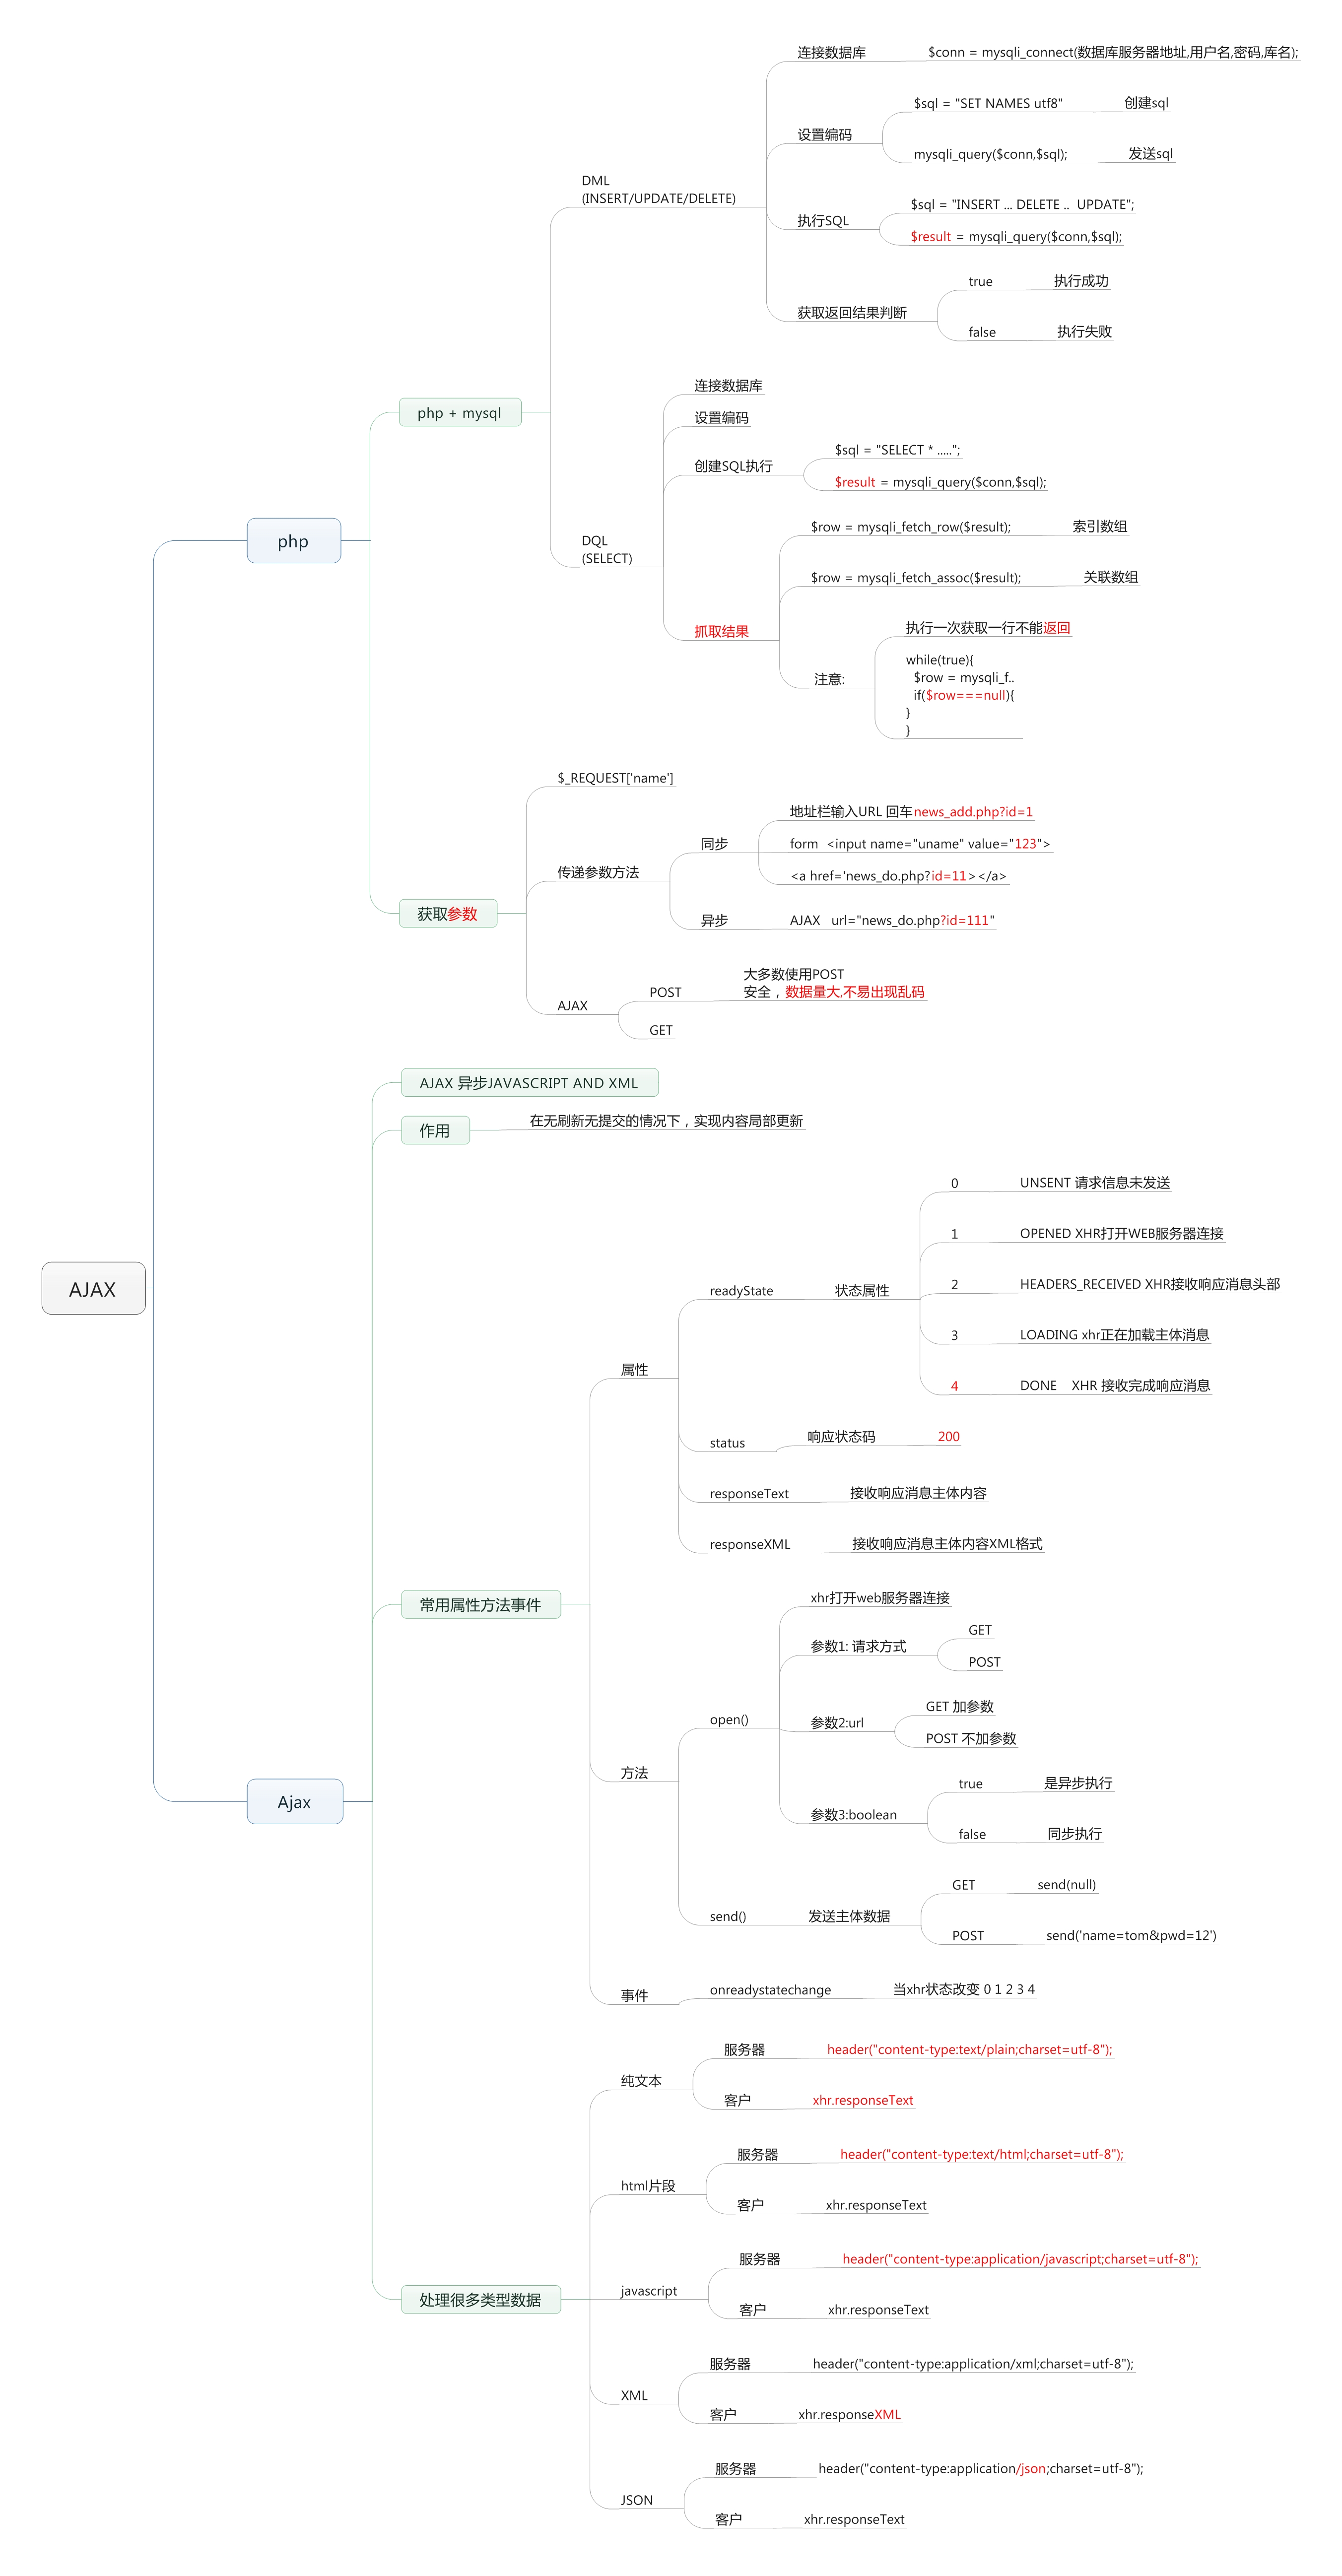 AJAX
php
php + mysql
DML
(INSERT/UPDATE/DELETE)
连接数据库
$conn = mysqli_connect(数据库服务器地址,用户名,密码,库名);
设置编码
$sql = "SET NAMES utf8"
创建sql
mysqli_query($conn,$sql);
发送sql
执行SQL
$sql = "INSERT ... DELETE ..  UPDATE";
$result = mysqli_query($conn,$sql);
获取返回结果判断
true
执行成功
false
执行失败
DQL
(SELECT)
连接数据库
设置编码
创建SQL执行
$sql = "SELECT * .....";
$result = mysqli_query($conn,$sql);
抓取结果
$row = mysqli_fetch_row($result);
索引数组
$row = mysqli_fetch_assoc($result);
关联数组
注意:
执行一次获取一行不能返回
while(true){
$row = mysqli_f..
if($row===null){
}
}
获取参数
$_REQUEST['name']
传递参数方法
同步
地址栏输入URL 回车news_add.php?id=1
form  <input name="uname" value="123">
<a href='news_do.php?id=11></a>
异步
AJAX   url="news_do.php?id=111"
AJAX
POST
大多数使用POST
安全，数据量大,不易出现乱码
GET
Ajax
AJAX 异步JAVASCRIPT AND XML
作用
在无刷新无提交的情况下，实现内容局部更新
常用属性方法事件
属性
readyState
状态属性
0
UNSENT 请求信息未发送
1
OPENED XHR打开WEB服务器连接
2
HEADERS_RECEIVED XHR接收响应消息头部
3
LOADING xhr正在加载主体消息
4
DONE    XHR 接收完成响应消息
status
响应状态码
200
responseText
接收响应消息主体内容
responseXML
接收响应消息主体内容XML格式
方法
open()
xhr打开web服务器连接
参数1: 请求方式
GET
POST
参数2:url
GET 加参数
POST 不加参数
参数3:boolean
true
是异步执行
false
同步执行
send()
发送主体数据
GET
send(null)
POST
send('name=tom&pwd=12')
事件
onreadystatechange
当xhr状态改变 0 1 2 3 4
处理很多类型数据
纯文本
服务器
header("content-type:text/plain;charset=utf-8");
客户
xhr.responseText
html片段
服务器
header("content-type:text/html;charset=utf-8");
客户
xhr.responseText
javascript
服务器
header("content-type:application/javascript;charset=utf-8");
客户
xhr.responseText
XML
服务器
header("content-type:application/xml;charset=utf-8");
客户
xhr.responseXML
JSON
服务器
header("content-type:application/json;charset=utf-8");
客户
xhr.responseText